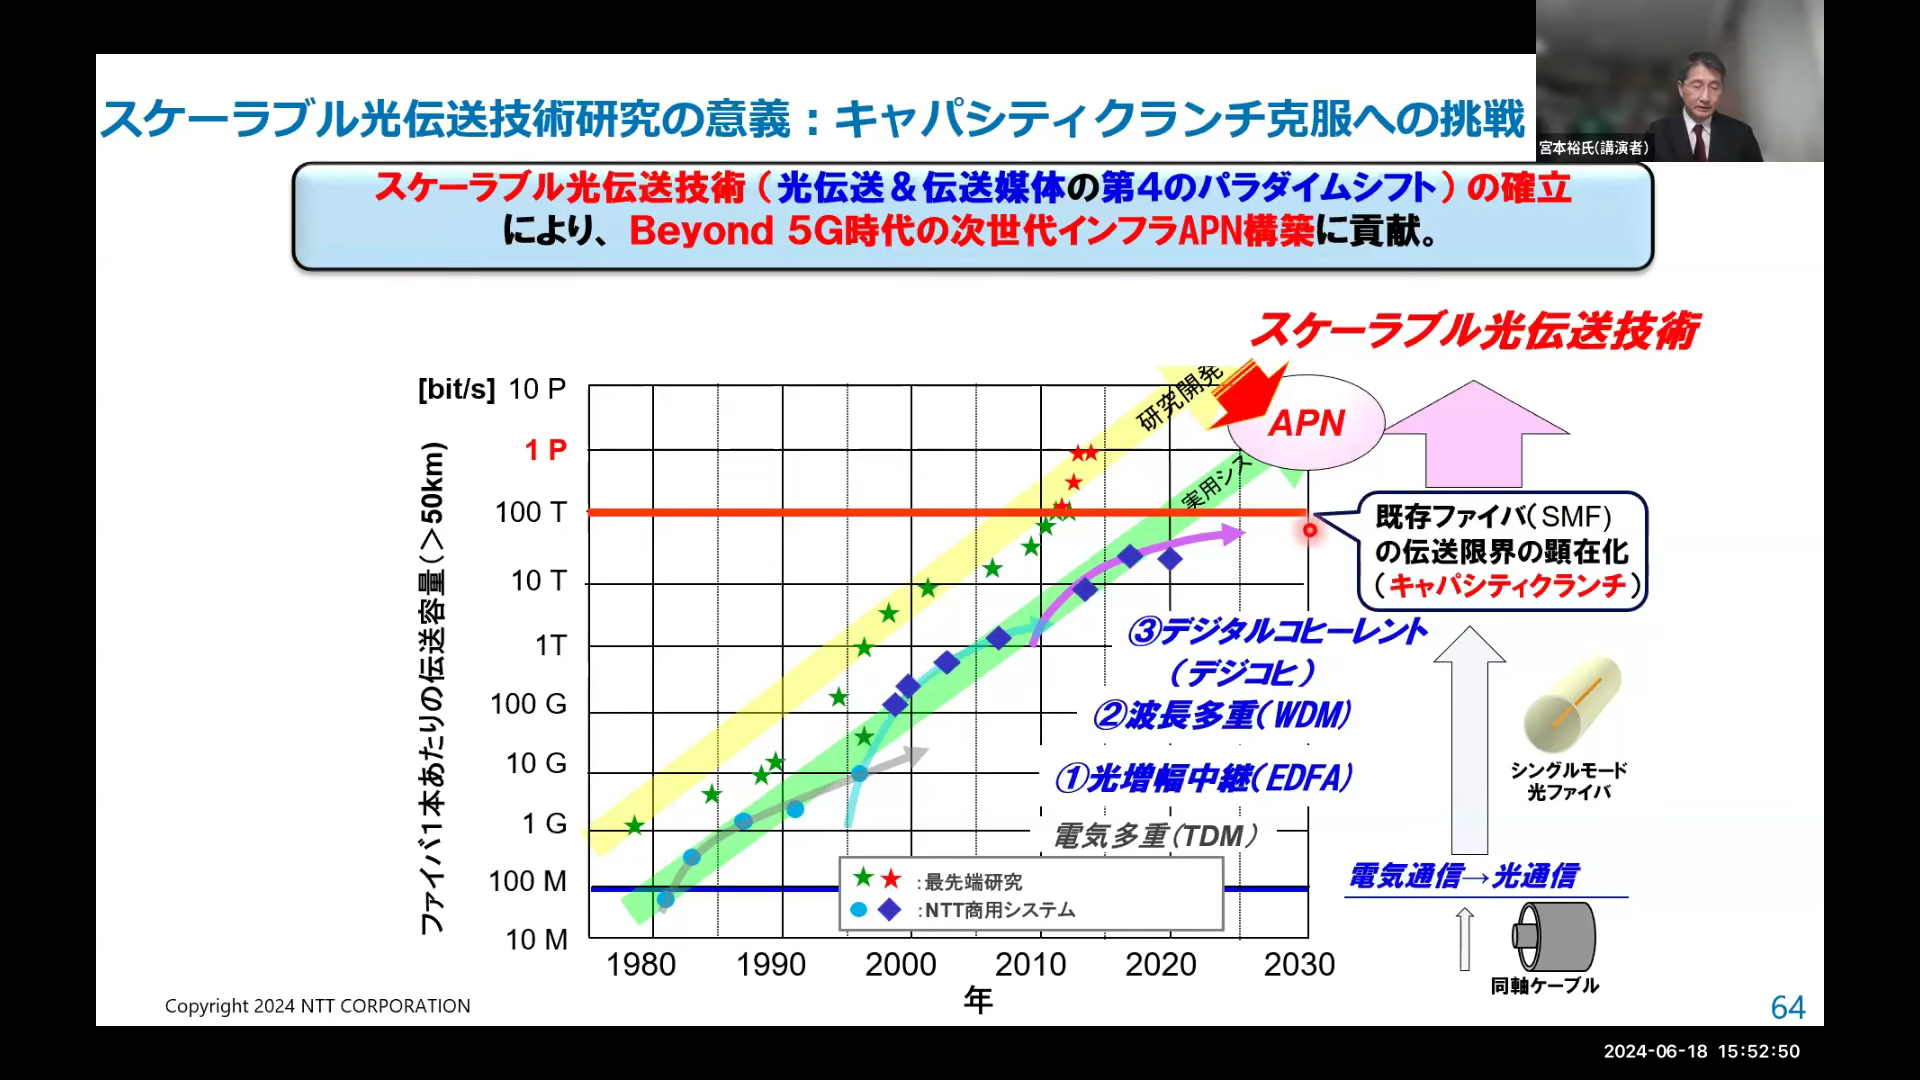 スケーラブル光伝送技術研究の意義：キャパシティクランチ克服への挑戦
宮本裕氏(講演者)
スケーラブル光伝送技術（光伝送＆伝送媒体の第4のパラダイムシフト）の確立
により、Beyond 5G時代の次世代インフラAPN構築に貢献。
スケーラブル光伝送技術
[bit/s]
10 P
1 P
100 T
10 T
1T
100 G
10 G
1 G
100 M
10 M
ファイバ1本あたりの伝送容量(＞50km)
研究開発
実用シス
APN
既存ファイバ(SMF)
の伝送限界の顕在化
(キャパシティクランチ)
③デジタルコヒーレント
(デジコヒ)
②波長多重(WDM)
①光増幅中継(EDFA)
電気多重(TDM)
シングルモード
光ファイバ
電気通信→光通信
同軸ケーブル
:最先端研究
:NTT商用システム
1980 1990 2000 2010 2020 2030
年
Copyright 2024 NTT CORPORATION
64
2024-06-18 15:52:50